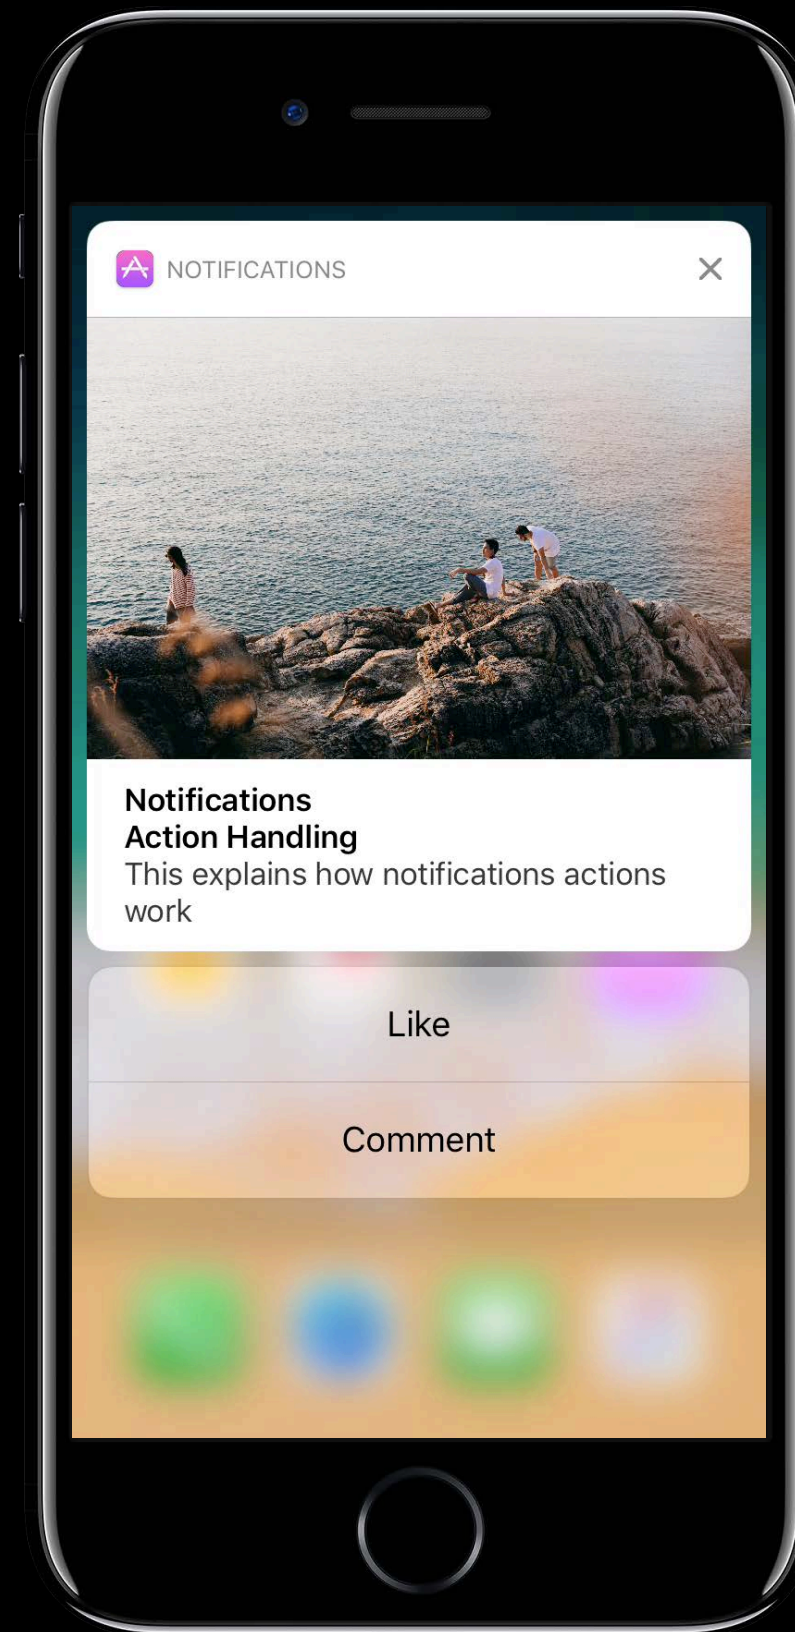 NOTIFICATIONS
Notifications
Action Handling
This explains how notifications actions
work
Like
Comment